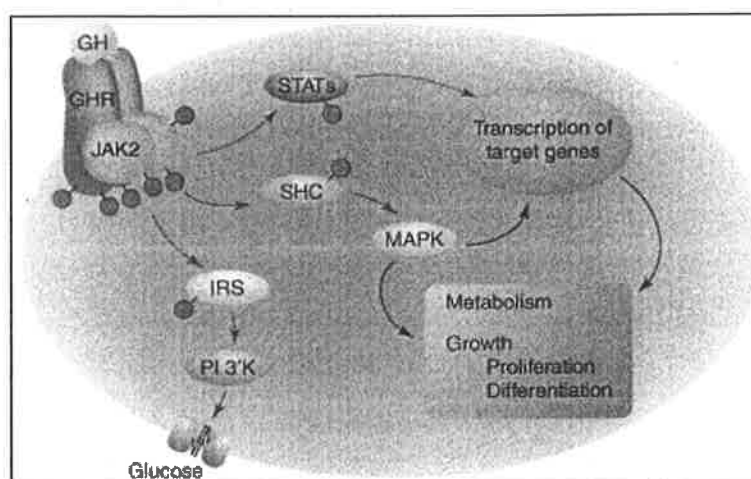 GH
GHR
JAK2
STATs
Transcription of
target genes
SHC
MAPK
IRS
PI 3'K
Glucose
Metabolism
Growth
Proliferation
Differentiation